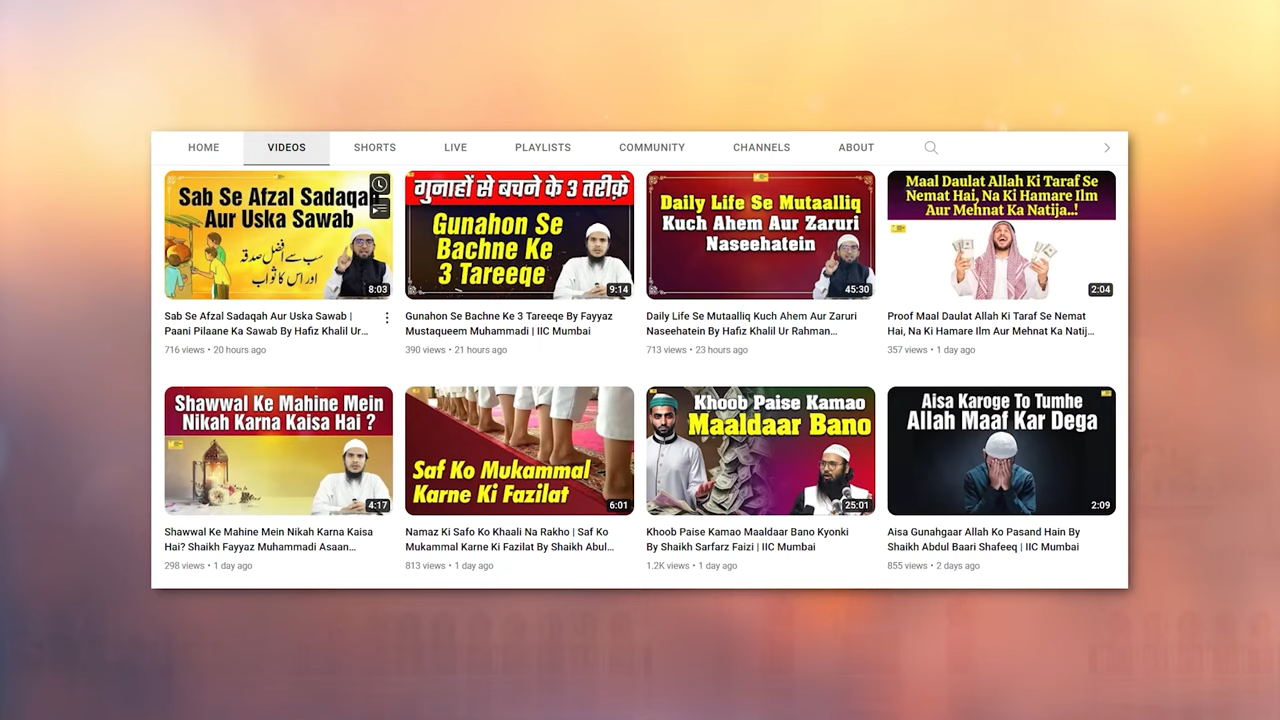 HOME
VIDEOS
SHORTS
LIVE
PLAYLISTS
COMMUNITY
CHANNELS
ABOUT
Sab Se Afzal Sadaqah
Aur Uska Sawab
سب سے افضل صدقہ
اور اس کا ثواب
8:03
गुनाहों से बचने के 3 तरीक़े
Gunahon Se
Bachne Ke
3 Tareeqe
9:14
Daily Life Se Mutaalliq
Kuch Ahem Aur Zaruri
Naseehatein
45:30
Maal Daulat Allah Ki Taraf Se
Nemat Hai, Na Ki Hamare Ilm
Aur Mehnat Ka Natija..!
2:04
Sab Se Afzal Sadaqah Aur Uska Sawab |
Paani Pilaane Ka Sawab By Hafiz Khalil Ur...
716 views • 20 hours ago
Gunahon Se Bachne Ke 3 Tareeqe By Fayyaz
Mustaqueem Muhammadi | IIC Mumbai
390 views • 21 hours ago
Daily Life Se Mutaalliq Kuch Ahem Aur Zaruri
Naseehatein By Hafiz Khalil Ur Rahman...
713 views • 23 hours ago
Proof Maal Daulat Allah Ki Taraf Se Nemat
Hai, Na Ki Hamare Ilm Aur Mehnat Ka Natij...
357 views • 1 day ago
Shawwal Ke Mahine Mein
Nikah Karna Kaisa Hai ?
4:17
Saf Ko Mukammal
Karne Ki Fazilat
6:01
Khoob Paise Kamao
Maaldaar Bano
25:01
Aisa Karoge To Tumhe
Allah Maaf Kar Dega
2:09
Shawwal Ke Mahine Mein Nikah Karna Kaisa
Hai? Shaikh Fayyaz Muhammadi Asaan...
298 views • 1 day ago
Namaz Ki Safo Ko Khaali Na Rakho | Saf Ko
Mukammal Karne Ki Fazilat By Shaikh Abul...
813 views • 1 day ago
Khoob Paise Kamao Maaldaar Bano Kyonki
By Shaikh Sarfarz Faizi | IIC Mumbai
1.2K views • 1 day ago
Aisa Gunahgaar Allah Ko Pasand Hain By
Shaikh Abdul Baari Shafeeq | IIC Mumbai
855 views • 2 days ago